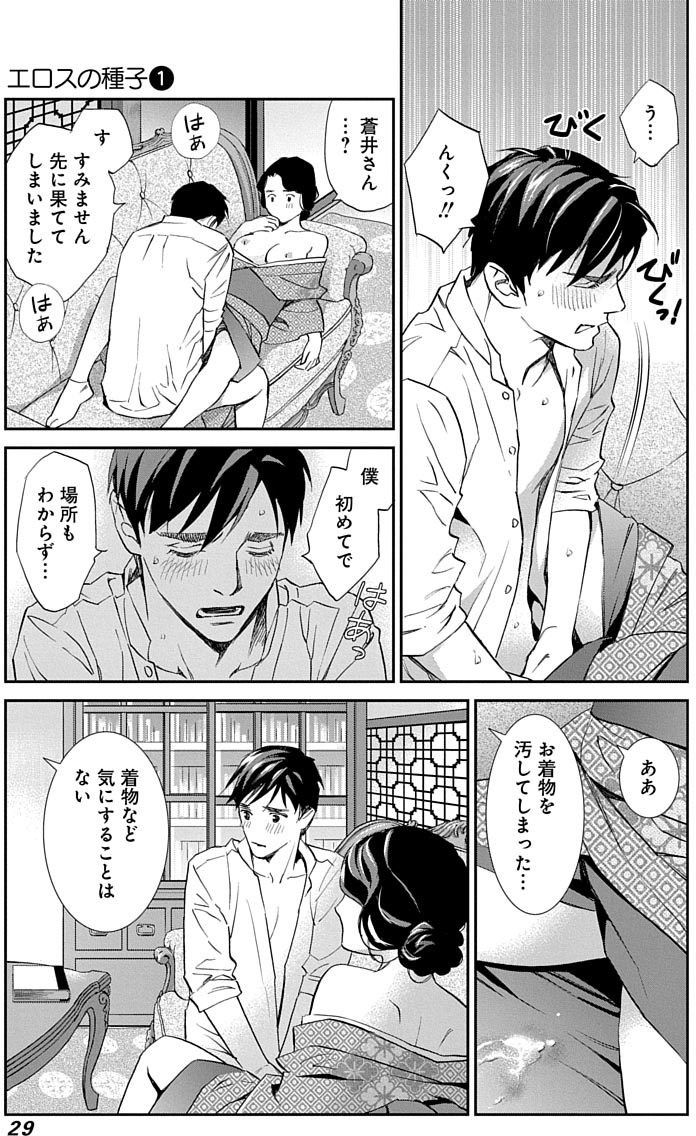 エロスの種子❶
う…
びく
んくっ!!
びくっ!
蒼井さん
…?
はぁ
す
すみません
先に果てて
しまいました
はぁ
僕
初めてで
はあっ
場所も
わからず…
ああ
お着物を
汚してしまった…
着物など
気にすることは
ない
29